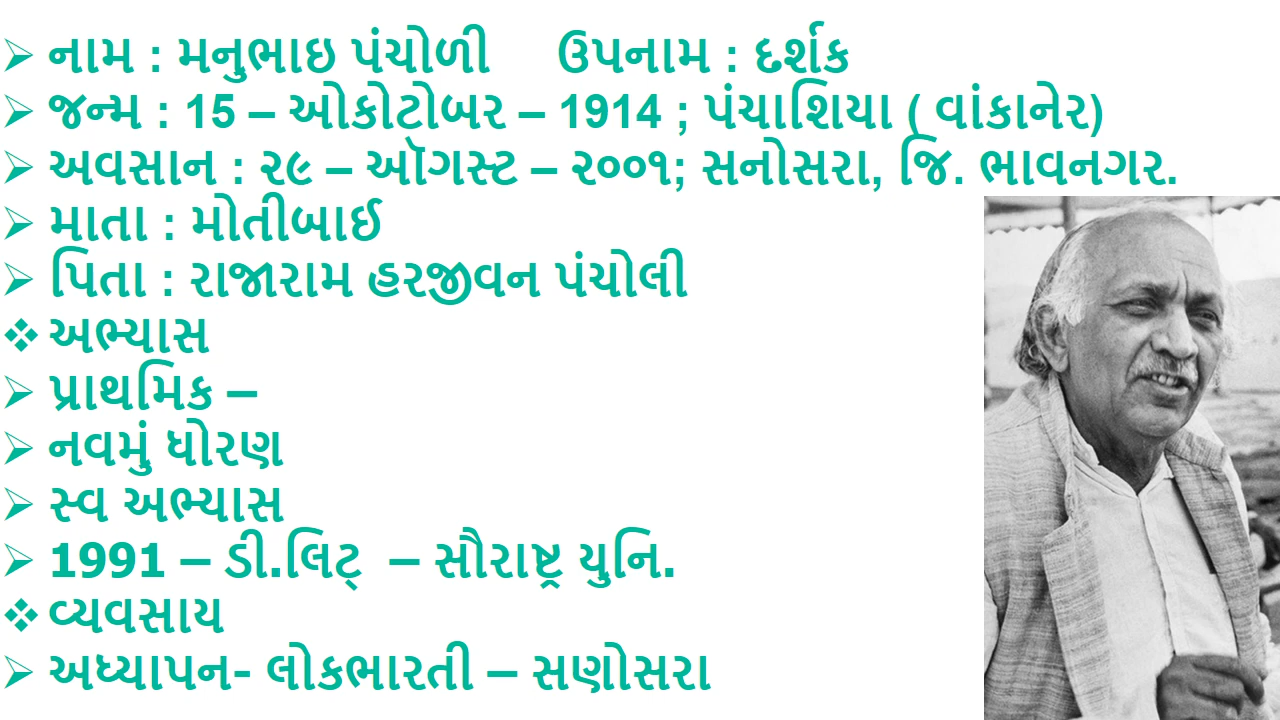 ➢ નામ : મનુભાઇ પંચોળી ઉપનામ : દર્શક
➢ જન્મ : 15 – ઓકોટોબર – 1914 ; પંચાશિયા ( વાંકાનેર)
➢ અવસાન : ૨૯ – ઑગસ્ટ – ૨૦૦૧; સનોસરા, જિ. ભાવનગર.
➢ માતા : મોતીબાઈ
➢ પિતા : રાજારામ હરજીવન પંચોલી
❖ અભ્યાસ
➢ પ્રાથમિક –
➢ નવમું ધોરણ
➢ સ્વ અભ્યાસ
➢ 1991 – ડી.લિટ્ – સૌરાષ્ટ્ર યુનિ.
❖ વ્યવસાય
➢ અધ્યાપન- લોકભારતી – સણોસરા